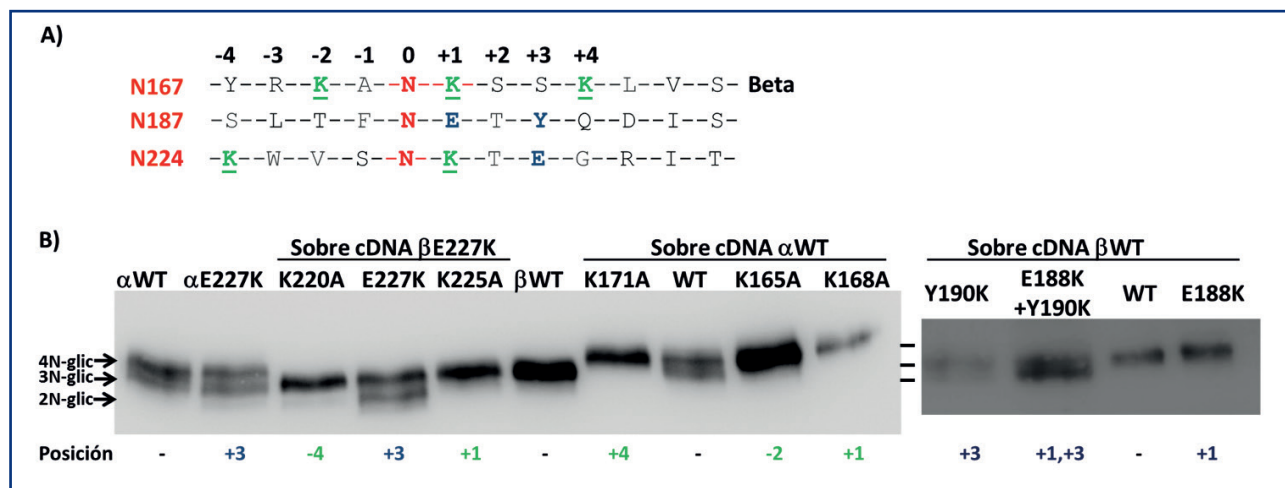 A)
-4 -3 -2 -1 0 +1 +2 +3 +4
N167 -Y--R--K--A--N--K--S--S--K--L--V--S- Beta
N187 -S--L--T--F--N--E--T--Y--Q--D--I--S-
N224 -K--W--V--S--N--K--T--E--G--R--I--T-
B)
Sobre cDNA βE227K Sobre cDNA αWT Sobre cDNA βWT
αWT αE227K K220A E227K K225A βWT K171A WT K165A K168A Y190K E188K +Y190K WT E188K
4N-glic
3N-glic
2N-glic
Posición - +3 -4 +3 +1 - +4 - -2 +1 +3 +1,+3 - +1